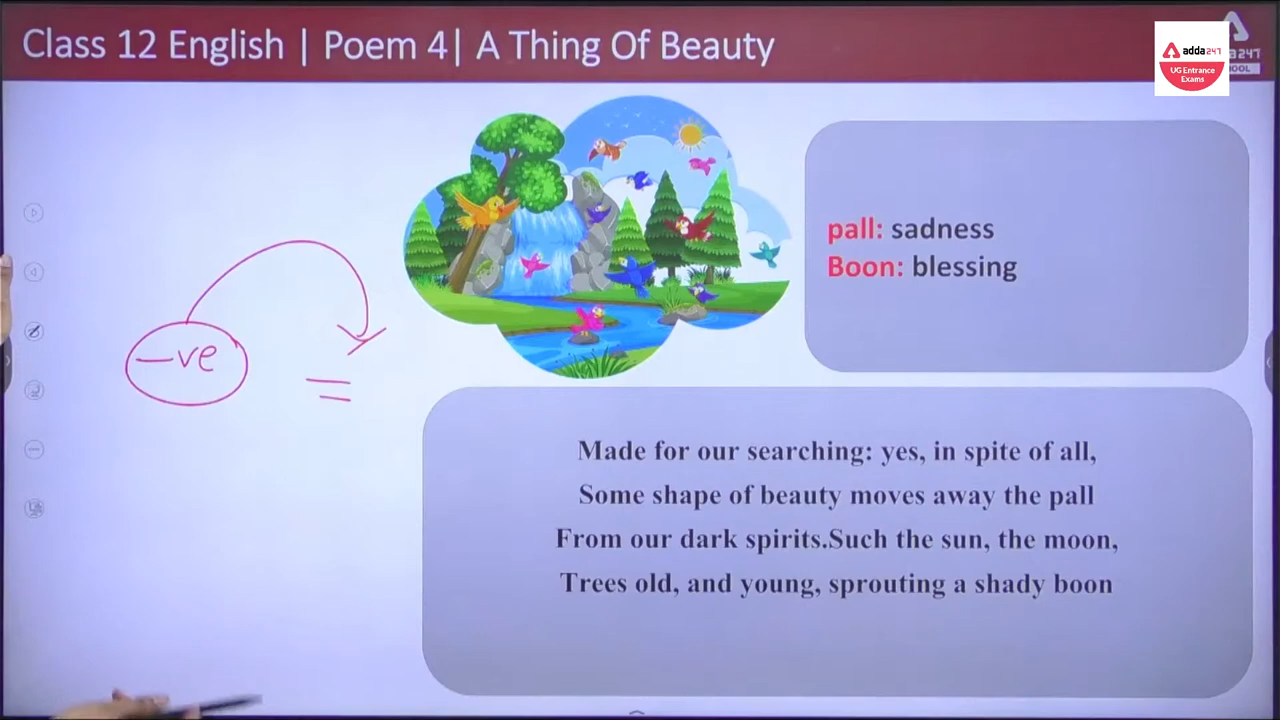 Class 12 English | Poem 4| A Thing Of Beauty
adda247
UG Entrance
Exams
pall: sadness
Boon: blessing
-ve
=
Made for our searching: yes, in spite of all,
Some shape of beauty moves away the pall
From our dark spirits.Such the sun, the moon,
Trees old, and young, sprouting a shady boon